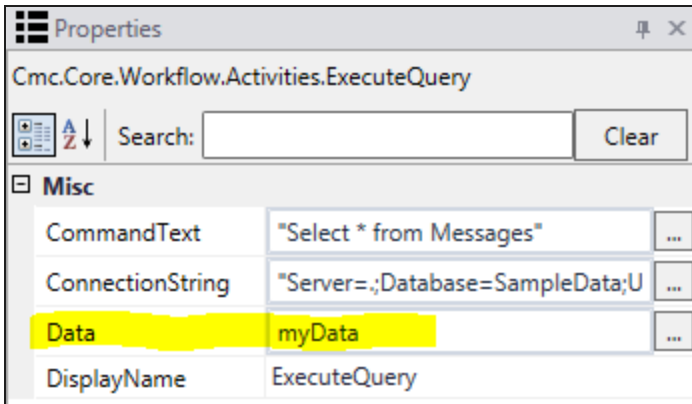 Properties
Cmc.Core.Workflow.Activities.ExecuteQuery
A Z Search: Clear
Misc
CommandText "Select * from Messages" ...
ConnectionString "Server=.;Database=SampleData;U ...
Data myData ...
DisplayName ExecuteQuery